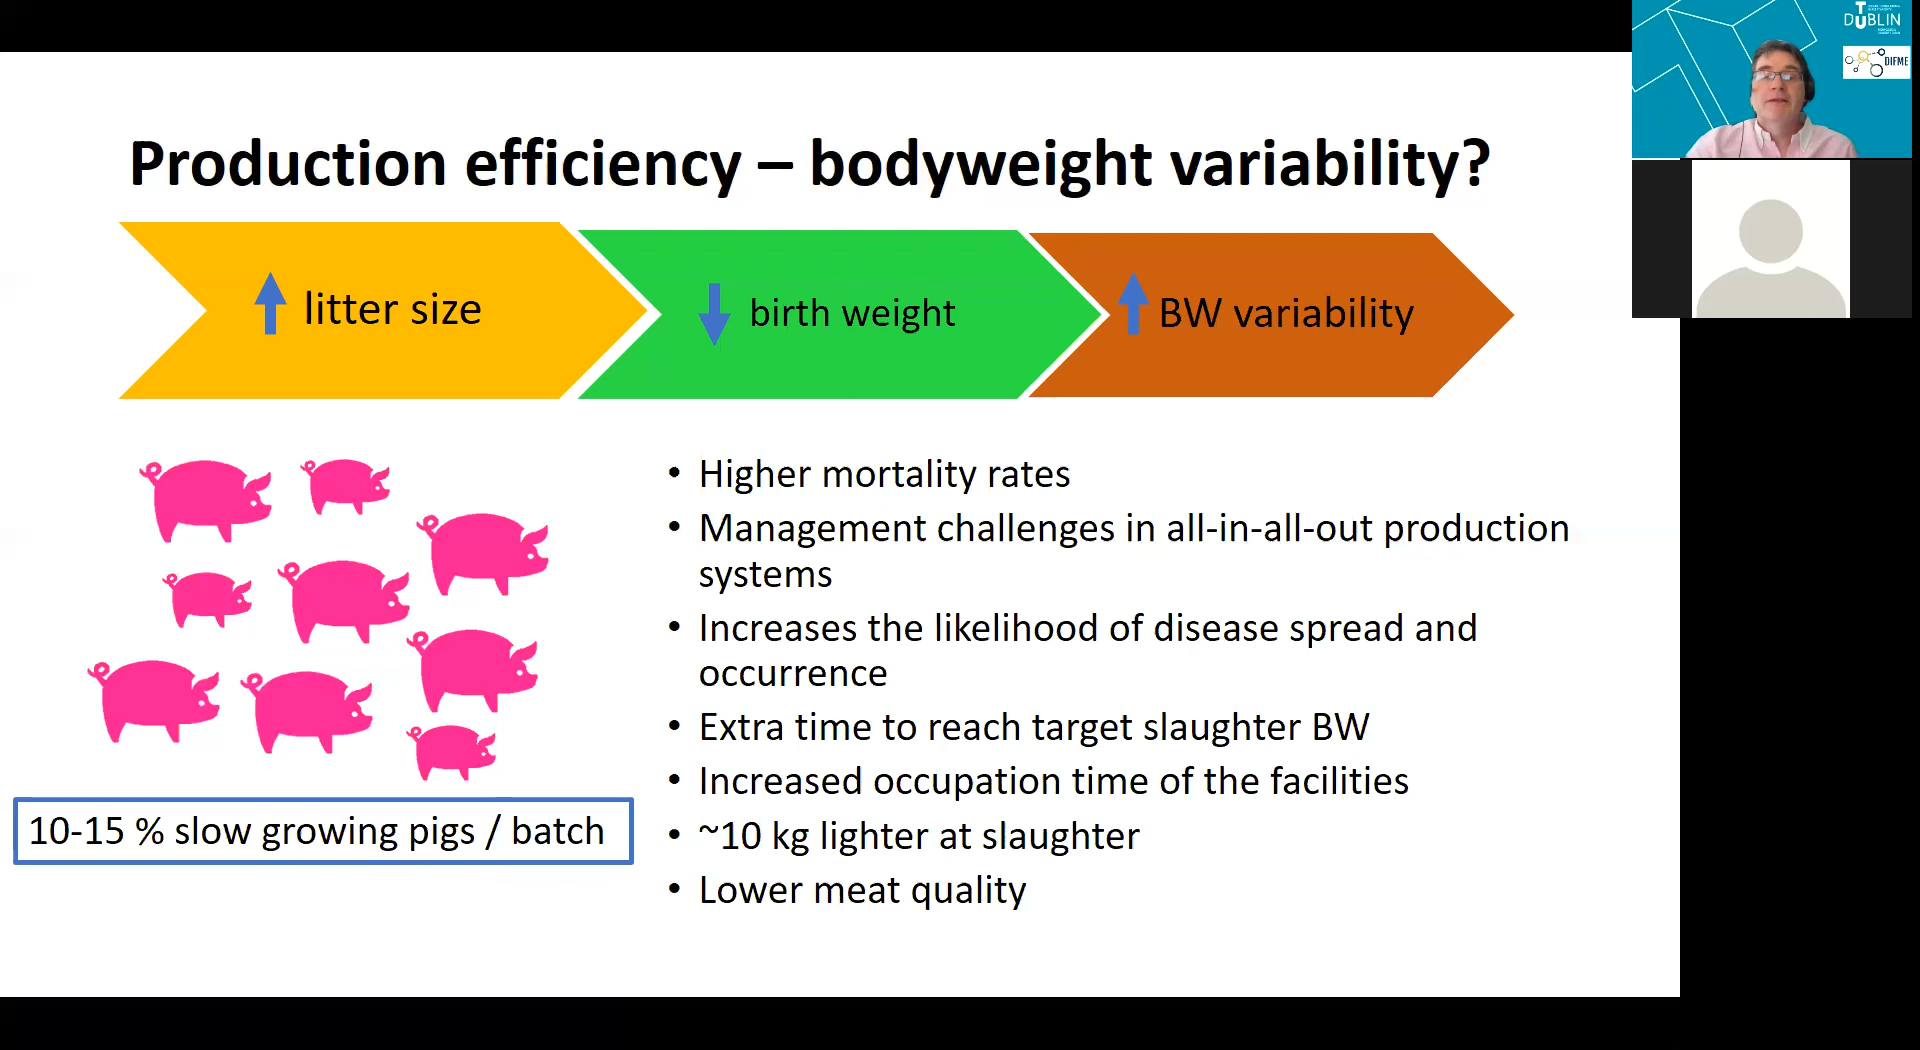 Production efficiency – bodyweight variability?
litter size
birth weight
BW variability
• Higher mortality rates
• Management challenges in all-in-all-out production
systems
• Increases the likelihood of disease spread and
occurrence
• Extra time to reach target slaughter BW
• Increased occupation time of the facilities
• ~10 kg lighter at slaughter
• Lower meat quality
10-15 % slow growing pigs / batch
TU
DUBLIN
DIFME